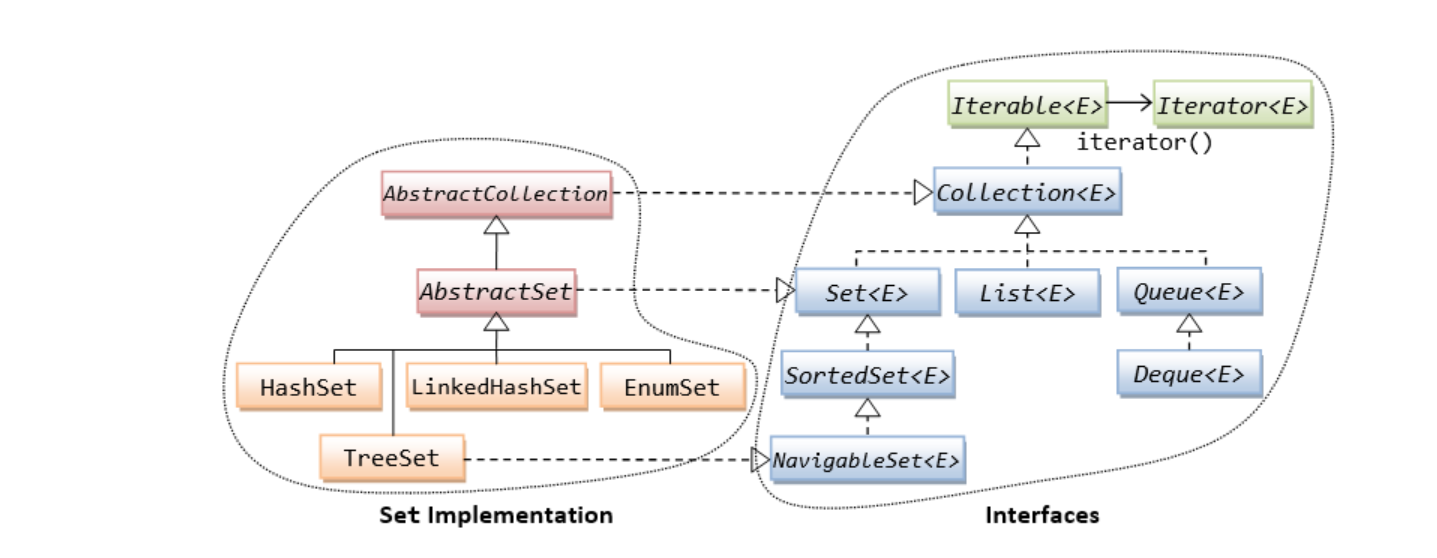 Iterable<E> Iterator<E>
iterator()
AbstractCollection Collection<E>
AbstractSet Set<E> List<E> Queue<E>
HashSet LinkedHashSet EnumSet SortedSet<E> Deque<E>
TreeSet NavigableSet<E>
Set Implementation Interfaces